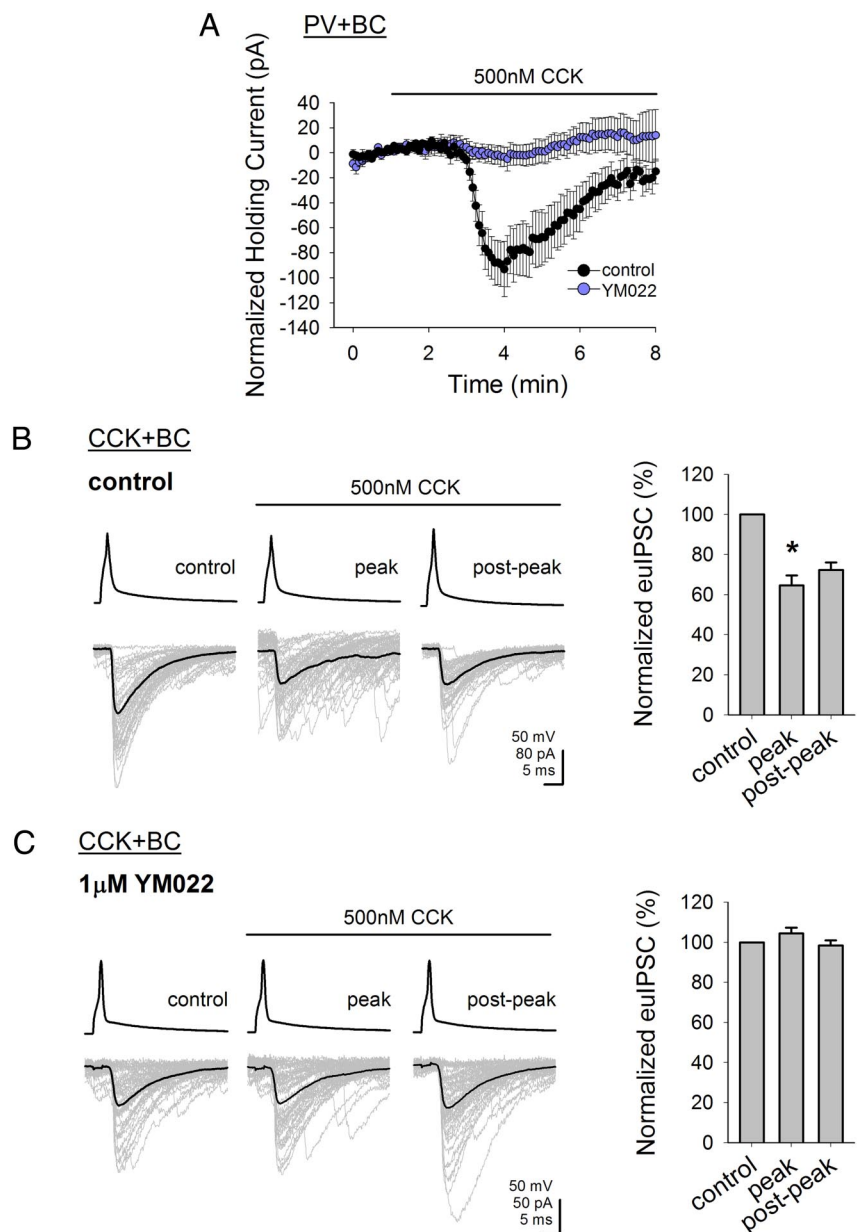 A
PV+BC
500nM CCK
Normalized Holding Current (pA)
40
20
0
-20
-40
-60
-80
-100
-120
-140
control
YM022
0 2 4 6 8
Time (min)
B
CCK+BC
control
500nM CCK
control peak post-peak
50 mV
80 pA
5 ms
Normalized euIPSC (%)
120
100
80
60
40
20
0
*
control peak post-peak
C
CCK+BC
1μM YM022
500nM CCK
control peak post-peak
50 mV
50 pA
5 ms
Normalized euIPSC (%)
120
100
80
60
40
20
0
control peak post-peak